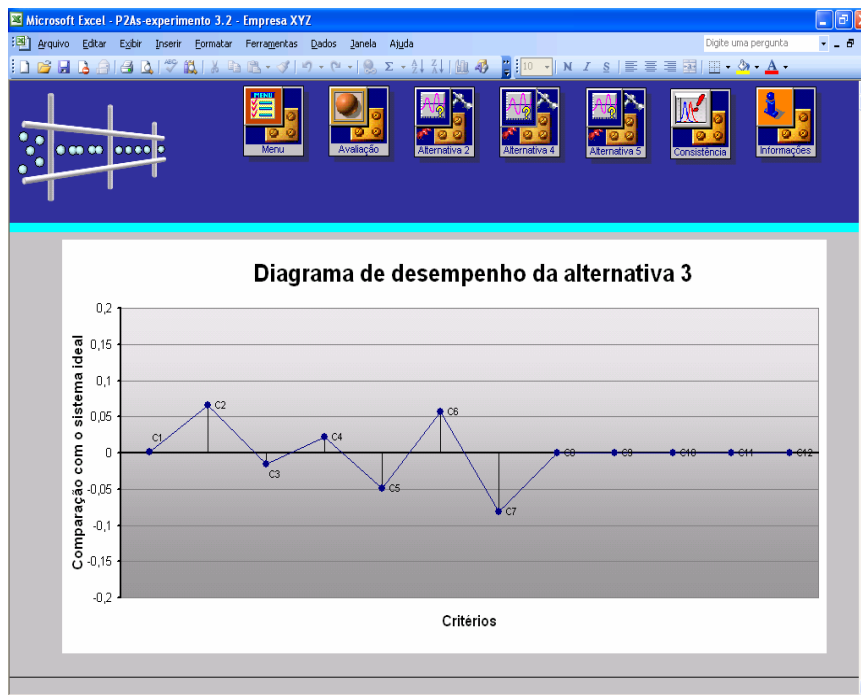 Microsoft Excel - P2As-experimento 3.2 - Empresa XYZ
Arquivo Editar Exibir Inserir Formatar Ferramentas Dados Janela Ajuda
Digite uma pergunta
10 N I S A
MENU
Menu Avaliação Alternativa 2 Alternativa 4 Alternativa 5 Consistência Informações
Diagrama de desempenho da alternativa 3
Comparação com o sistema ideal
0,2
0,15
0,1
0,05
0
-0,05
-0,1
-0,15
-0,2
C1
C2
C3
C4
C5
C6
C7
C8
C9
C10
C11
C12
Critérios